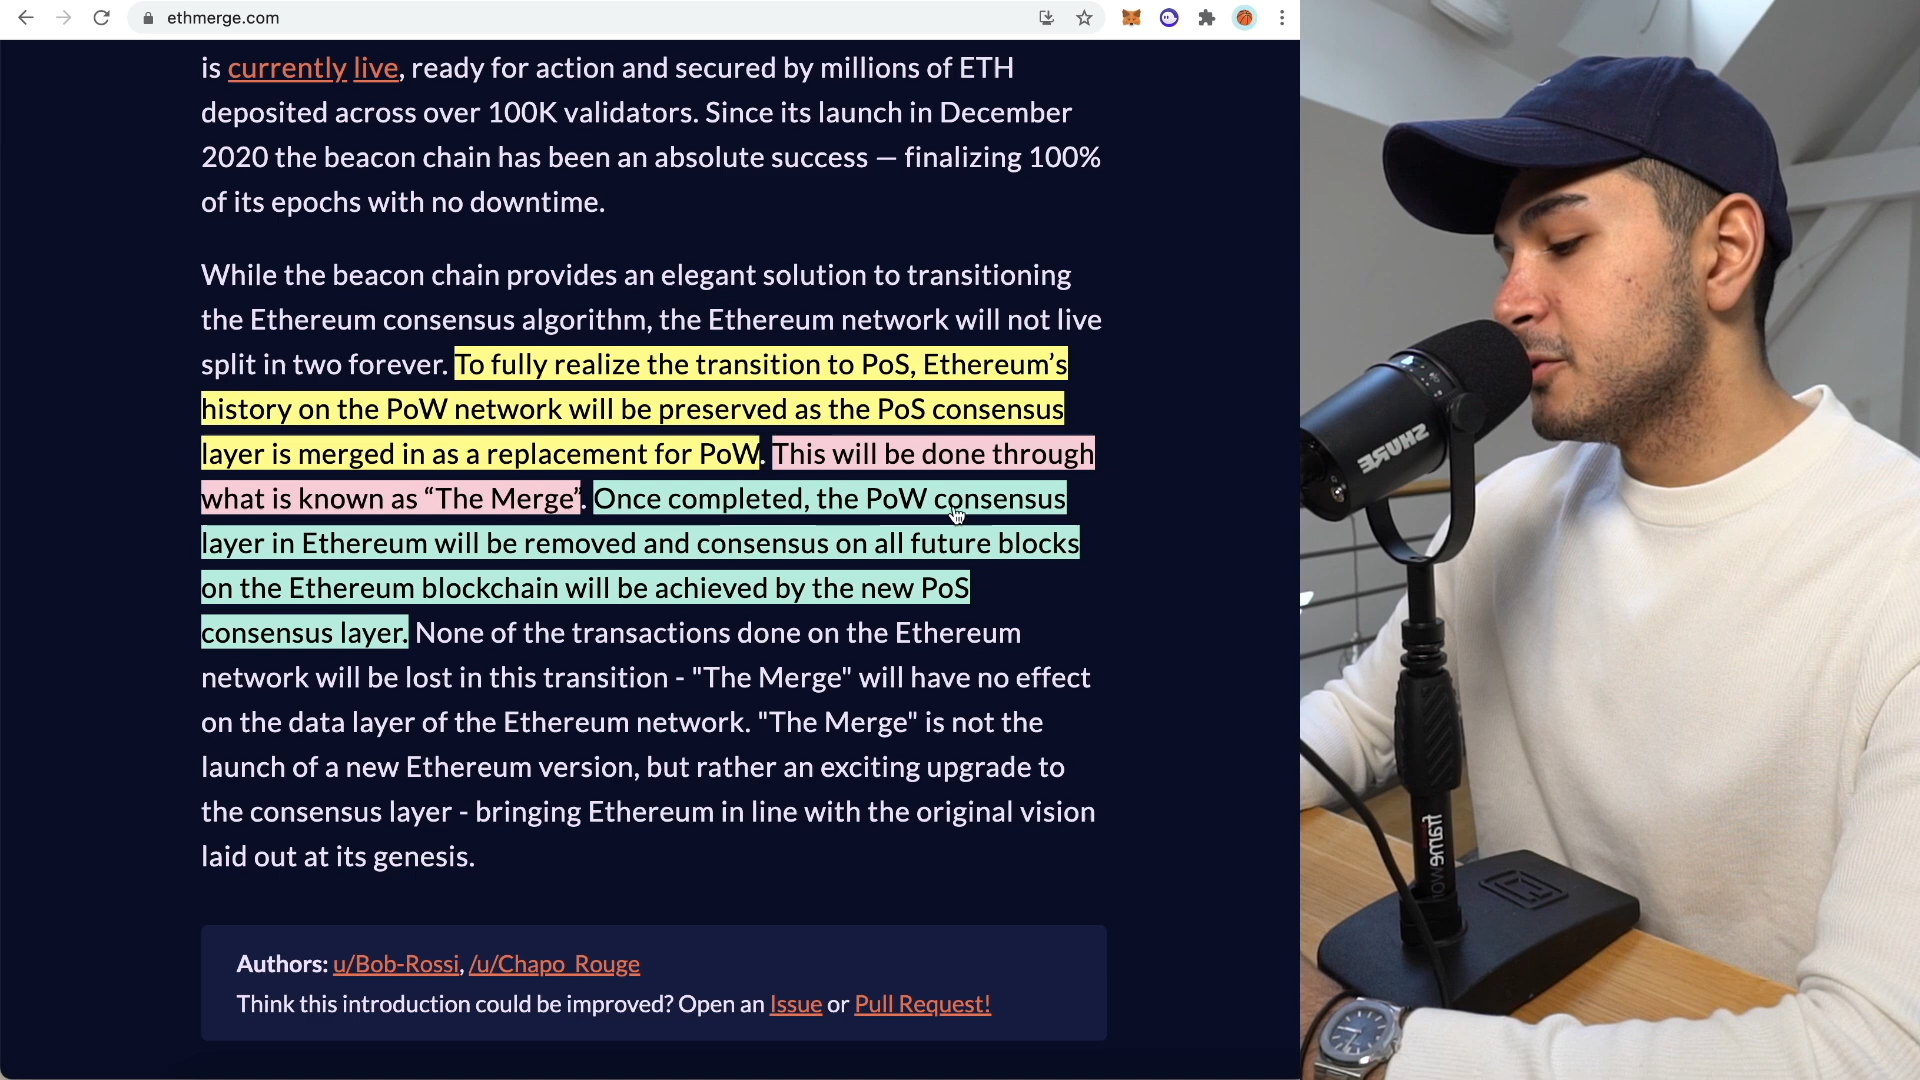 ethmerge.com
is currently live, ready for action and secured by millions of ETH
deposited across over 100K validators. Since its launch in December
2020 the beacon chain has been an absolute success — finalizing 100%
of its epochs with no downtime.
While the beacon chain provides an elegant solution to transitioning
the Ethereum consensus algorithm, the Ethereum network will not live
split in two forever. To fully realize the transition to PoS, Ethereum’s
history on the PoW network will be preserved as the PoS consensus
layer is merged in as a replacement for PoW. This will be done through
what is known as “The Merge”. Once completed, the PoW consensus
layer in Ethereum will be removed and consensus on all future blocks
on the Ethereum blockchain will be achieved by the new PoS
consensus layer. None of the transactions done on the Ethereum
network will be lost in this transition - "The Merge" will have no effect
on the data layer of the Ethereum network. "The Merge" is not the
launch of a new Ethereum version, but rather an exciting upgrade to
the consensus layer - bringing Ethereum in line with the original vision
laid out at its genesis.
Authors: u/Bob-Rossi, /u/Chapo_Rouge
Think this introduction could be improved? Open an Issue or Pull Request!
SHURE
framewor